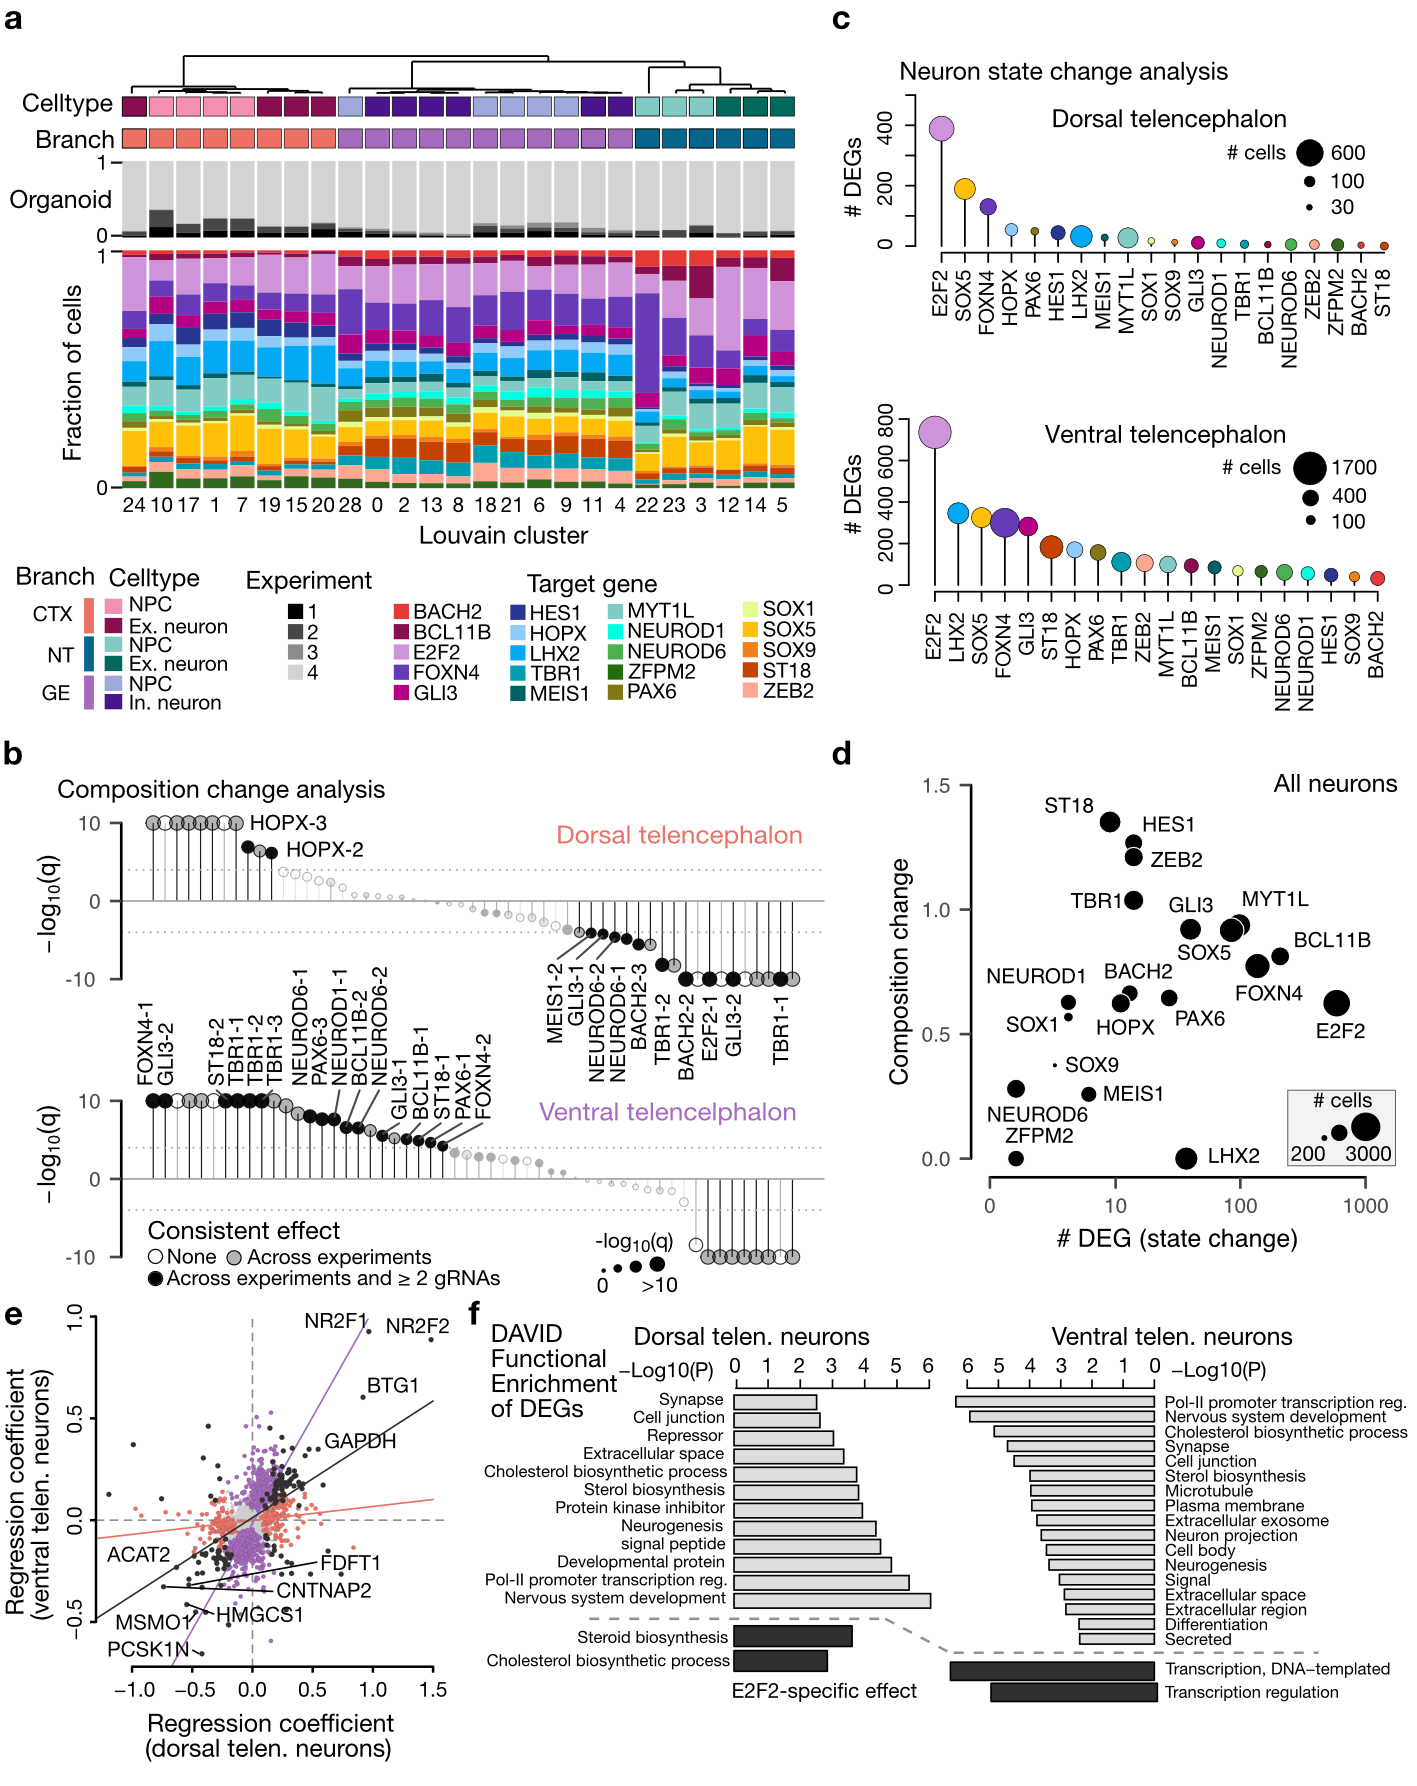 a
Celltype
Branch
1
Organoid
0
1
Fraction of cells
0
24 10 17 1 7 19 15 20 28 0 2 13 8 18 21 6 9 11 4 22 23 3 12 14 5
Louvain cluster
Branch
CTX
NT
GE
Celltype
NPC
Ex. neuron
NPC
Ex. neuron
NPC
In. neuron
Experiment
1
2
3
4
Target gene
BACH2
BCL11B
E2F2
FOXN4
GLI3
HES1
HOPX
LHX2
TBR1
MEIS1
MYT1L
NEUROD1
NEUROD6
ZFPM2
PAX6
SOX1
SOX5
SOX9
ST18
ZEB2
c
Neuron state change analysis
Dorsal telencephalon
# cells
600
100
30
# DEGs
400
200
0
E2F2
SOX5
FOXN4
HOPX
PAX6
HES1
LHX2
MEIS1
MYT1L
SOX1
SOX9
GLI3
NEUROD1
TBR1
BCL11B
NEUROD6
ZEB2
ZFPM2
BACH2
ST18
Ventral telencephalon
# cells
1700
400
100
# DEGs
800
600
400
200
0
E2F2
LHX2
SOX5
FOXN4
GLI3
ST18
HOPX
PAX6
TBR1
ZEB2
MYT1L
BCL11B
MEIS1
SOX1
ZFPM2
NEUROD6
NEUROD1
HES1
SOX9
BACH2
b
Composition change analysis
Dorsal telencephalon
−log10(q)
10
0
-10
HOPX-3
HOPX-2
MEIS1-2
GLI3-1
NEUROD6-2
NEUROD6-1
BACH2-3
TBR1-2
BACH2-2
E2F2-1
GLI3-2
TBR1-1
Ventral telencelphalon
−log10(q)
10
0
-10
FOXN4-1
GLI3-2
ST18-2
TBR1-1
TBR1-2
TBR1-3
NEUROD6-1
PAX6-3
NEUROD1-1
BCL11B-2
NEUROD6-2
GLI3-1
BCL11B-1
ST18-1
PAX6-1
FOXN4-2
Consistent effect
None
Across experiments
Across experiments and ≥ 2 gRNAs
-log10(q)
0 >10
d
All neurons
Composition change
1.5
1.0
0.5
0.0
ST18
HES1
ZEB2
TBR1
GLI3
MYT1L
SOX5
BCL11B
FOXN4
NEUROD1
BACH2
SOX1
HOPX
PAX6
E2F2
SOX9
MEIS1
NEUROD6
ZFPM2
LHX2
# cells
200 3000
0 10 100 1000
# DEG (state change)
e
Regression coefficient
(ventral telen. neurons)
1.0
0.5
0.0
−0.5
NR2F1
NR2F2
BTG1
GAPDH
ACAT2
FDFT1
CNTNAP2
MSMO1
HMGCS1
PCSK1N
−1.0 −0.5 0.0 0.5 1.0 1.5
Regression coefficient
(dorsal telen. neurons)
f
DAVID
Functional
Enrichment
of DEGs
Dorsal telen. neurons
−Log10(P)
0 1 2 3 4 5 6
Synapse
Cell junction
Repressor
Extracellular space
Cholesterol biosynthetic process
Sterol biosynthesis
Protein kinase inhibitor
Neurogenesis
signal peptide
Developmental protein
Pol-II promoter transcription reg.
Nervous system development
Steroid biosynthesis
Cholesterol biosynthetic process
E2F2-specific effect
Ventral telen. neurons
6 5 4 3 2 1 0
−Log10(P)
Pol-II promoter transcription reg.
Nervous system development
Cholesterol biosynthetic process
Synapse
Cell junction
Sterol biosynthesis
Microtubule
Plasma membrane
Extracellular exosome
Neuron projection
Cell body
Neurogenesis
Signal
Extracellular space
Extracellular region
Differentiation
Secreted
Transcription, DNA−templated
Transcription regulation